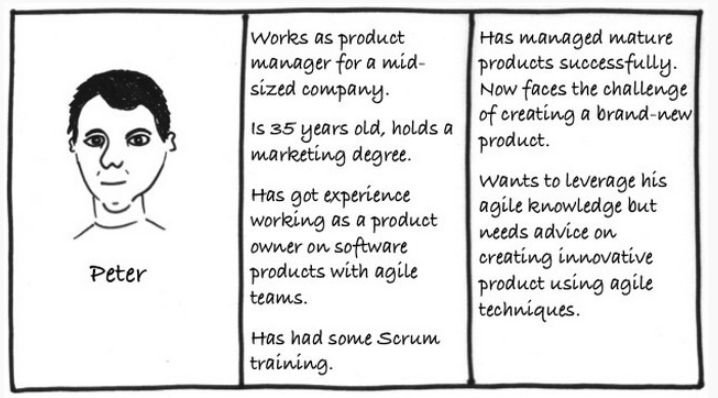 Peter
Works as product
manager for a mid-
sized company.
Is 35 years old, holds a
marketing degree.
Has got experience
working as a product
owner on software
products with agile
teams.
Has had some Scrum
training.
Has managed mature
products successfully.
Now faces the challenge
of creating a brand-new
product.
Wants to leverage his
agile knowledge but
needs advice on
creating innovative
product using agile
techniques.